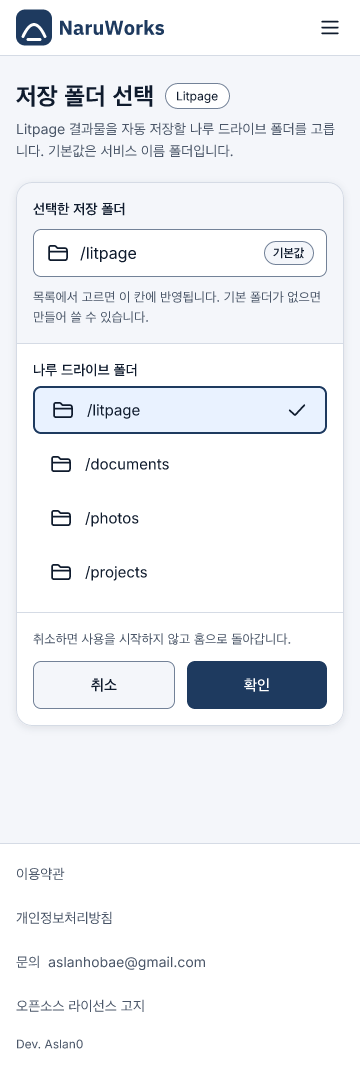 NaruWorks
저장 폴더 선택 Litpage
Litpage 결과물을 자동 저장할 나루 드라이브 폴더를 고릅
니다. 기본값은 서비스 이름 폴더입니다.
선택한 저장 폴더
/litpage 기본값
목록에서 고르면 이 칸에 반영됩니다. 기본 폴더가 없으면
만들어 쓸 수 있습니다.
나루 드라이브 폴더
/litpage
/documents
/photos
/projects
취소하면 사용을 시작하지 않고 홈으로 돌아갑니다.
취소 확인
이용약관
개인정보처리방침
문의 aslanhobae@gmail.com
오픈소스 라이선스 고지
Dev. Aslan0